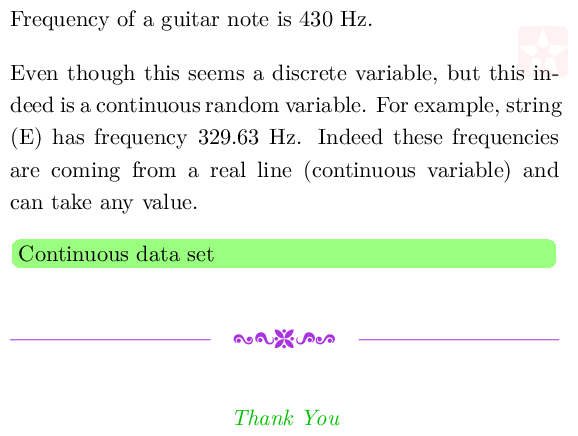 Frequency of a guitar note is 430 Hz.
Even though this seems a discrete variable, but this in-
deed is a continuous random variable. For example, string
(E) has frequency 329.63 Hz. Indeed these frequencies
are coming from a real line (continuous variable) and
can take any value.
Continuous data set
Thank You